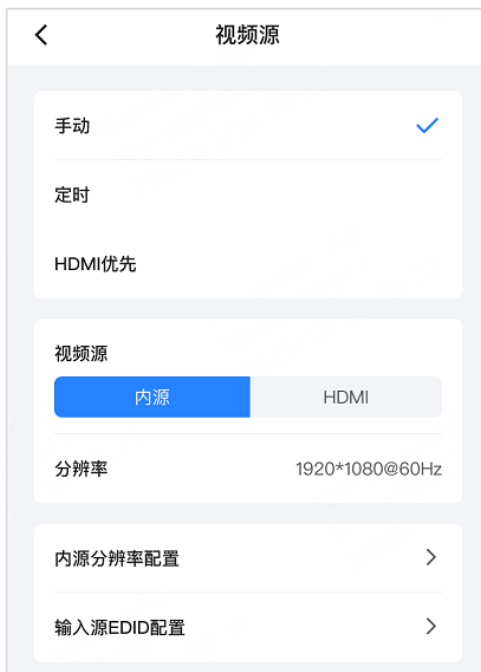 视频源
手动
定时
HDMI优先
视频源
内源 HDMI
分辨率 1920*1080@60Hz
内源分辨率配置
输入源EDID配置